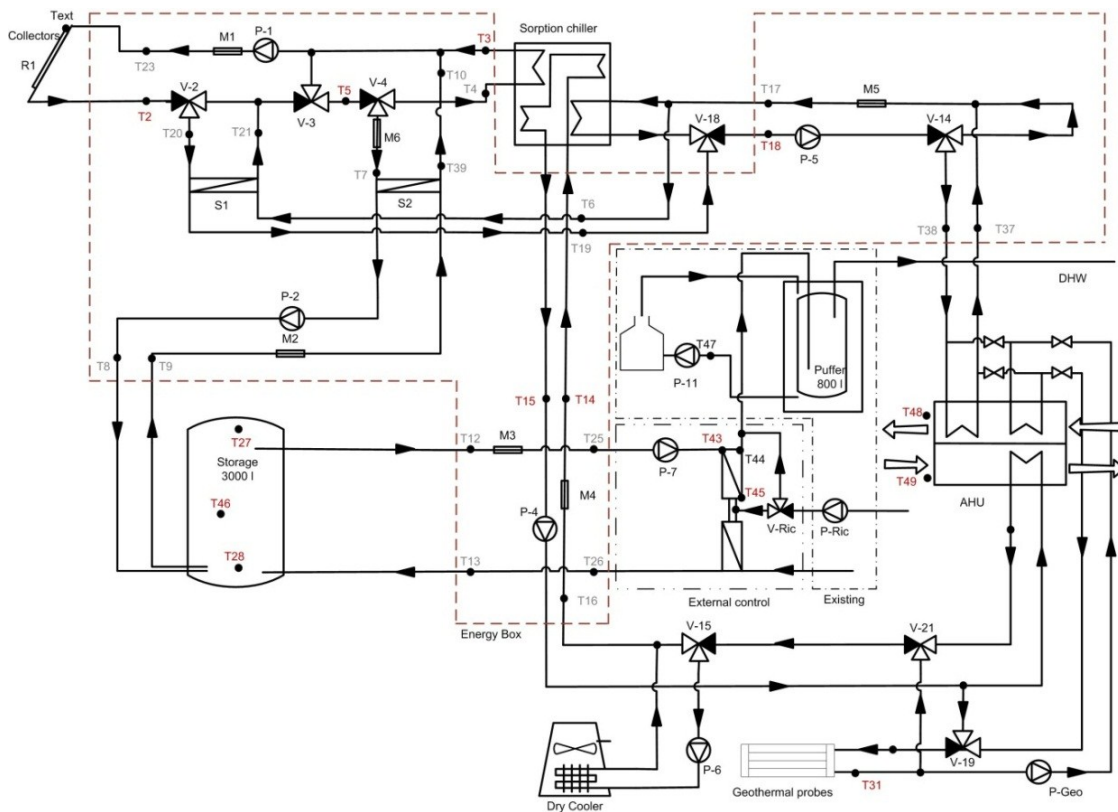 Text
Collectors
R1
T23
M1
P-1
T3
Sorption chiller
T10
V-2
T5
V-4
T4
T17
M5
T2
V-3
V-18
V-14
T20
T21
M6
T18
P-5
T7
T39
S1
S2
T6
T19
T38
T37
DHW
P-2
M2
T8
T9
T47
P-11
Puffer
800 l
T15
T14
T48
T27
T12
M3
T25
T43
T44
Storage
3000 l
P-7
T45
T49
M4
AHU
T46
P-4
V-Ric
P-Ric
T28
T13
T26
T16
External control
Existing
Energy Box
V-15
V-21
P-6
V-19
T31
Dry Cooler
Geothermal probes
P-Geo